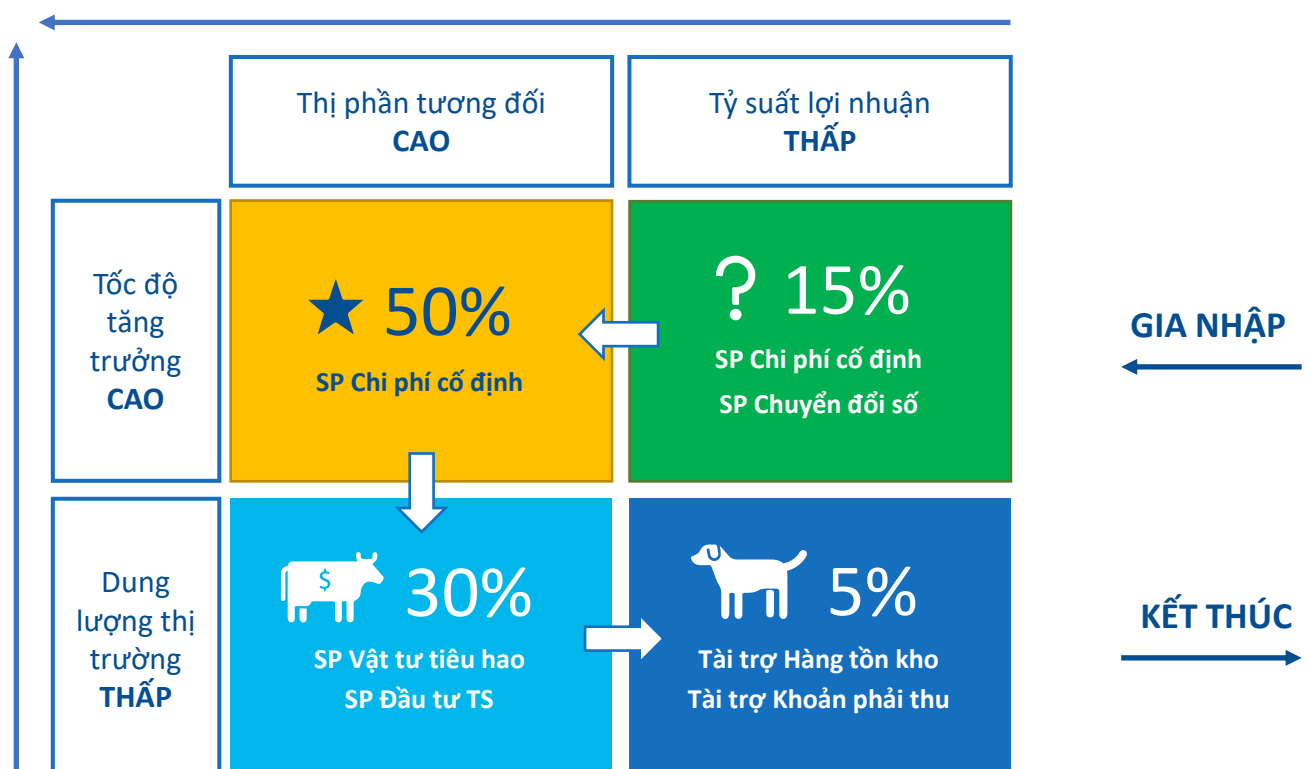 Thị phần tương đối
CAO
Tỷ suất lợi nhuận
THẤP
Tốc độ
tăng
trưởng
CAO
★ 50%
SP Chi phí cố định
? 15%
SP Chi phí cố định
SP Chuyển đổi số
GIA NHẬP
Dung
lượng thị
trường
THẤP
$ 30%
SP Vật tư tiêu hao
SP Đầu tư TS
5%
Tài trợ Hàng tồn kho
Tài trợ Khoản phải thu
KẾT THÚC